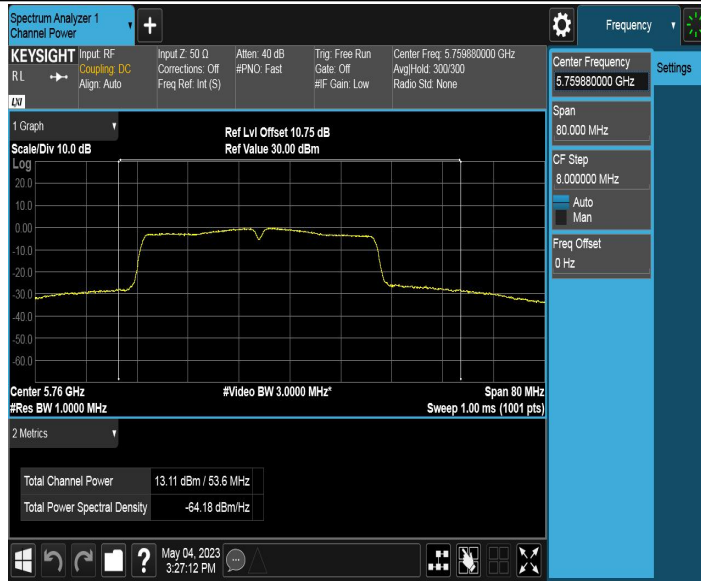 Spectrum Analyzer 1
Channel Power
+
Frequency
KEYSIGHT
RL
LXI
Input: RF
Coupling: DC
Align: Auto
Input Z: 50 Ω
Corrections: Off
Freq Ref: Int (S)
Atten: 40 dB
#PNO: Fast
Trig: Free Run
Gate: Off
#IF Gain: Low
Center Freq: 5.759880000 GHz
Avg|Hold: 300/300
Radio Std: None
Center Frequency
5.759880000 GHz
Settings
Span
80.000 MHz
CF Step
8.000000 MHz
Auto
Man
Freq Offset
0 Hz
1 Graph
Scale/Div 10.0 dB
Ref Lvl Offset 10.75 dB
Ref Value 30.00 dBm
Log
20.0
10.0
0.00
-10.0
-20.0
-30.0
-40.0
-50.0
-60.0
Center 5.76 GHz
#Video BW 3.0000 MHz*
Span 80 MHz
#Res BW 1.0000 MHz
Sweep 1.00 ms (1001 pts)
2 Metrics
Total Channel Power 13.11 dBm / 53.6 MHz
Total Power Spectral Density -64.18 dBm/Hz
?
May 04, 2023
3:27:12 PM